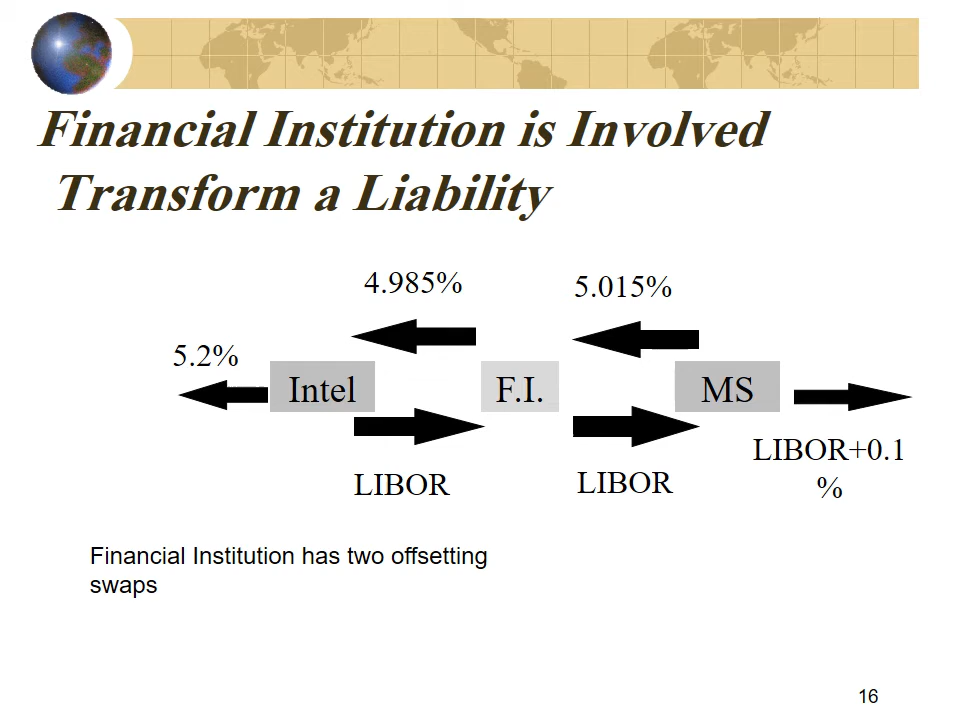 Financial Institution is Involved
Transform a Liability
4.985%
5.015%
5.2%
Intel
F.I.
MS
LIBOR
LIBOR
LIBOR+0.1
%
Financial Institution has two offsetting
swaps
16